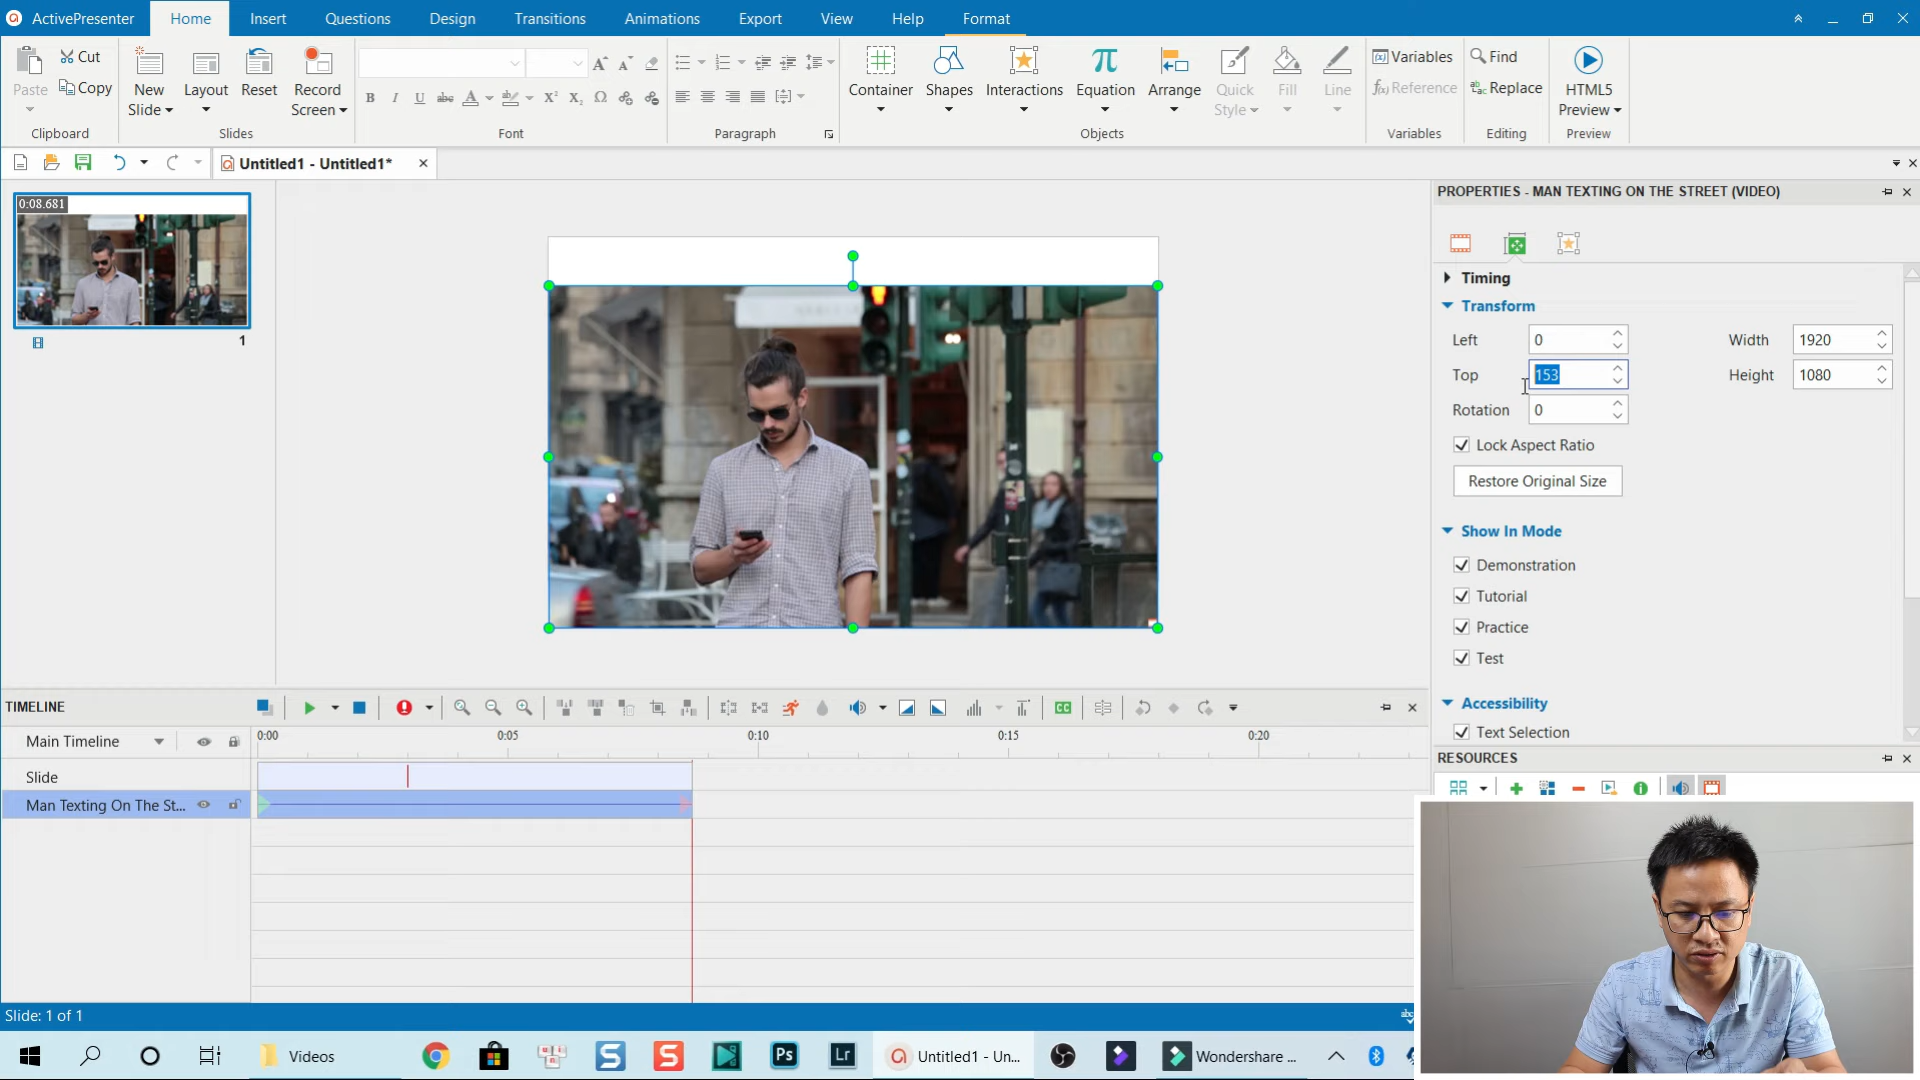 ActivePresenter
Home
Insert
Questions
Design
Transitions
Animations
Export
View
Help
Format
Paste
Cut
Copy
Clipboard
New
Slide
Layout
Reset
Record
Screen
Slides
Font
Paragraph
Container
Shapes
Interactions
Equation
Arrange
Quick
Style
Fill
Line
Objects
Variables
Reference
Variables
Find
Replace
Editing
HTML5
Preview
Preview
Untitled1 - Untitled1*
0:08.681
1
PROPERTIES - MAN TEXTING ON THE STREET (VIDEO)
Timing
Transform
Left 0 Width 1920
Top 153 Height 1080
Rotation 0
Lock Aspect Ratio
Restore Original Size
Show In Mode
Demonstration
Tutorial
Practice
Test
Accessibility
Text Selection
RESOURCES
TIMELINE
CC
Main Timeline
0:00 0:05 0:10 0:15 0:20
Slide
Man Texting On The St...
Slide: 1 of 1
abc
Videos
Ps
Lr
Untitled1 - Un...
Wondershare ...